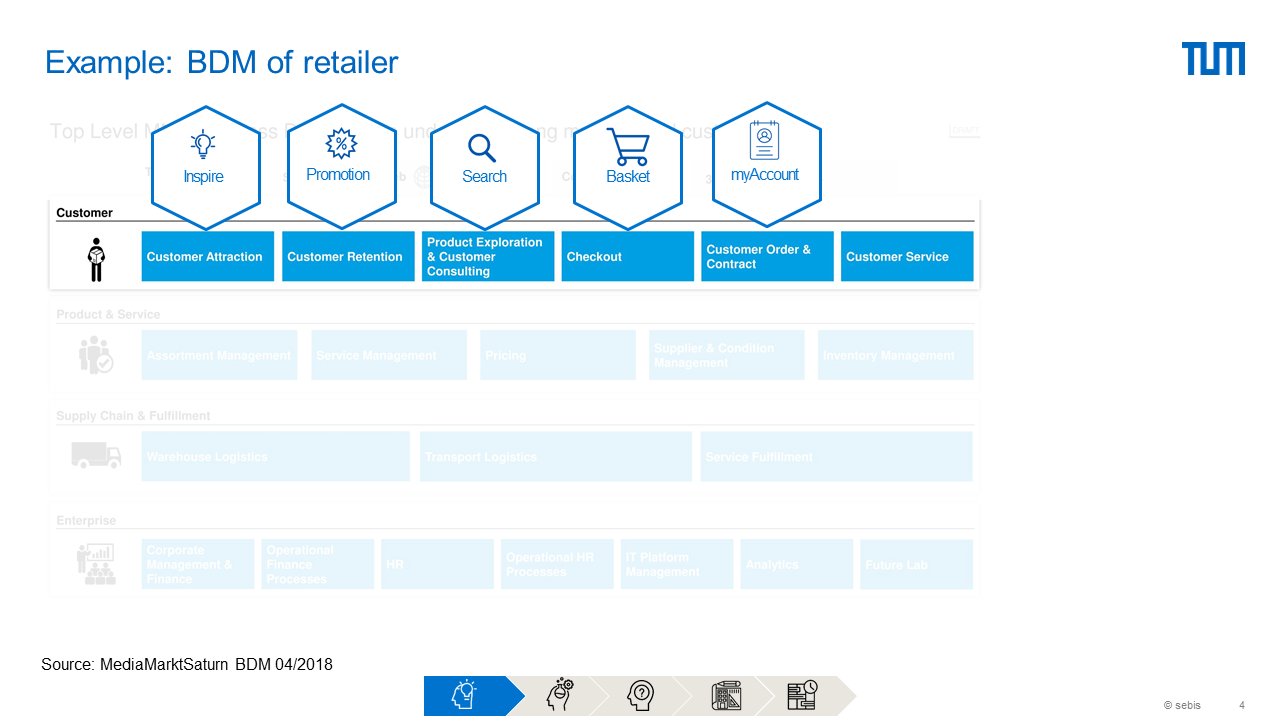 Example: BDM of retailer
TUM
Top Level M
DRAFT
Inspire
Promotion
Search
Basket
myAccount
Customer
Customer Attraction
Customer Retention
Product Exploration
& Customer
Consulting
Checkout
Customer Order &
Contract
Customer Service
Product & Service
Assortment Management
Service Management
Pricing
Supplier & Condition
Management
Inventory Management
Supply Chain & Fulfillment
Warehouse Logistics
Transport Logistics
Service Fulfillment
Enterprise
Corporate
Management &
Finance
Operational
Finance
Processes
HR
Operational HR
Processes
IT Platform
Management
Analytics
Future Lab
Source: MediaMarktSaturn BDM 04/2018
© sebis
4